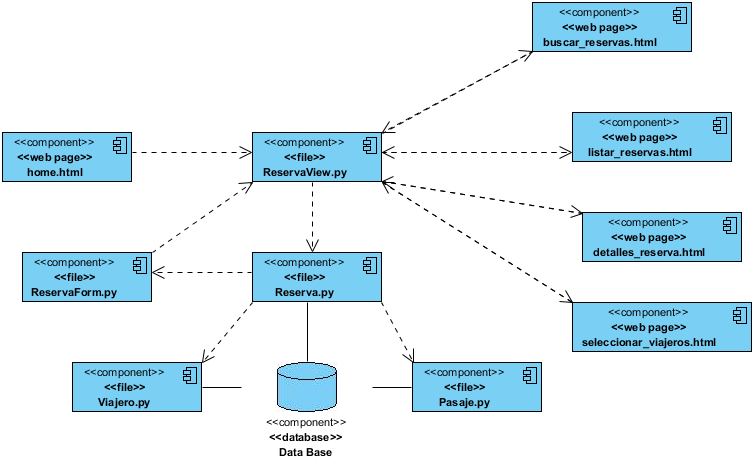 <<component>>
<<web page>>
buscar_reservas.html
<<component>>
<<web page>>
home.html
<<component>>
<<file>>
ReservaView.py
<<component>>
<<web page>>
listar_reservas.html
<<component>>
<<web page>>
detalles_reserva.html
<<component>>
<<file>>
ReservaForm.py
<<component>>
<<file>>
Reserva.py
<<component>>
<<web page>>
seleccionar_viajeros.html
<<component>>
<<file>>
Viajero.py
<<component>>
<<file>>
Pasaje.py
<<component>>
<<database>>
Data Base